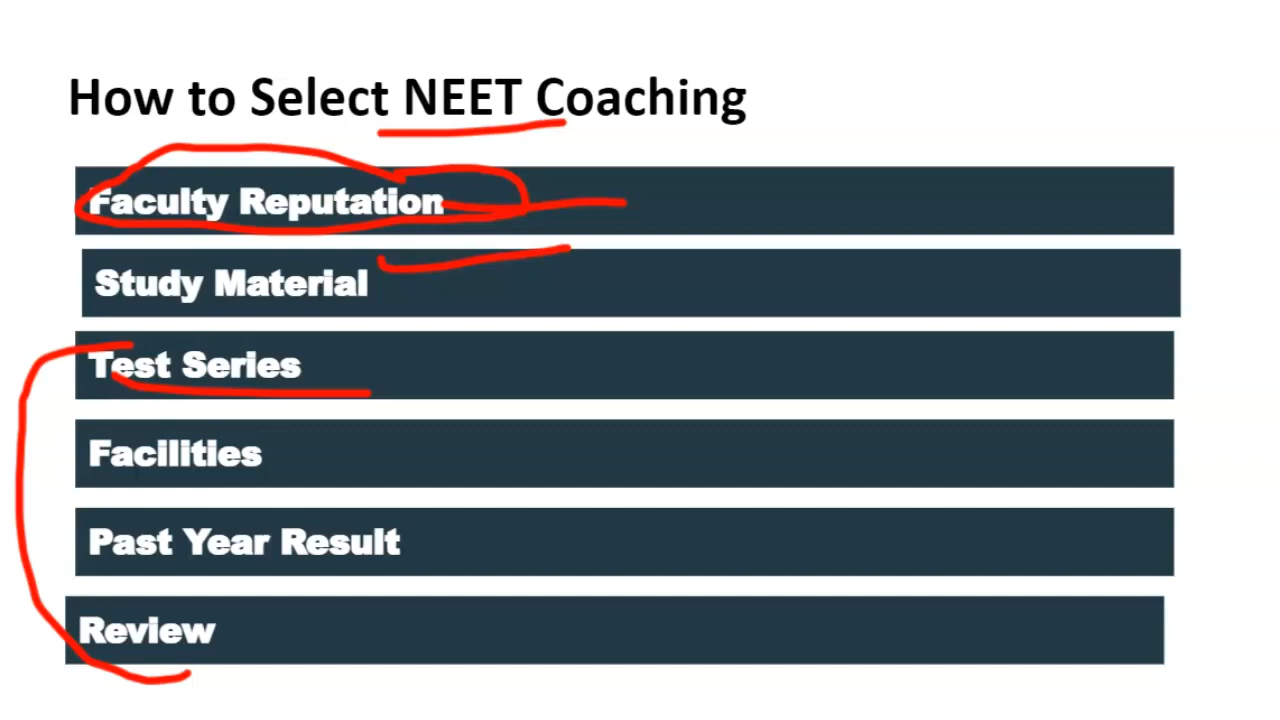 How to Select NEET Coaching
Faculty Reputation
Study Material
Test Series
Facilities
Past Year Result
Review